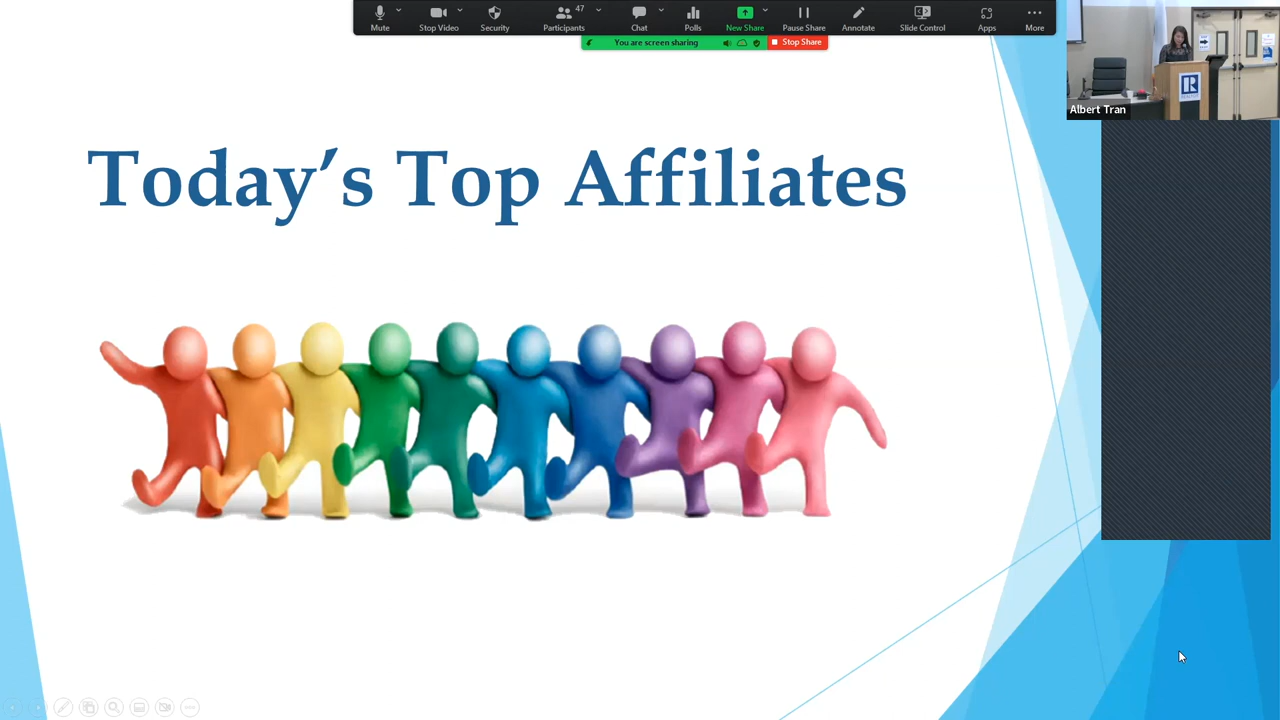 Mute
Stop Video
Security
Participants
47
Chat
Polls
New Share
Pause Share
Annotate
Slide Control
Apps
More
You are screen sharing
Stop Share
Albert Tran
Today’s Top Affiliates